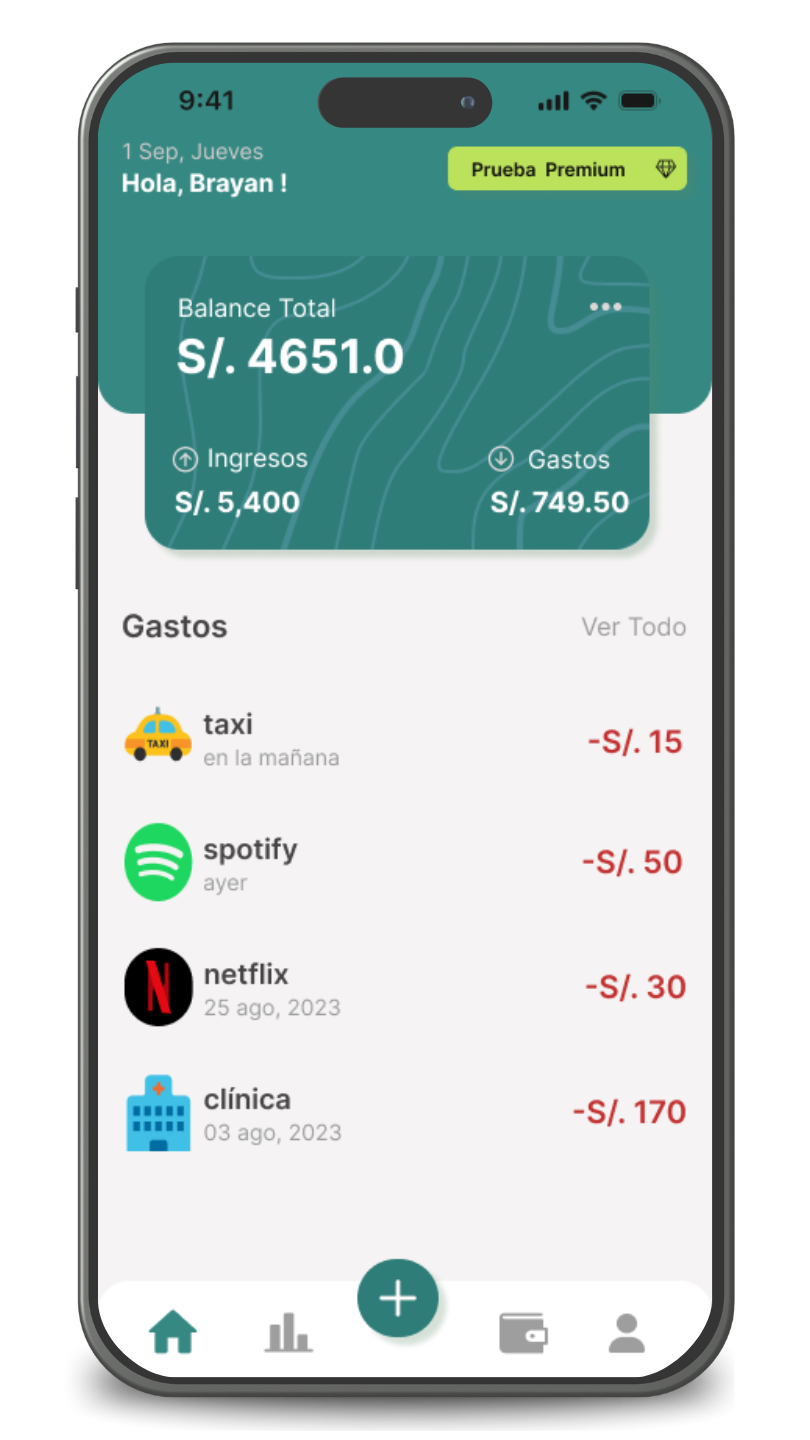 9:41
1 Sep, Jueves
Hola, Brayan !
Prueba Premium
Balance Total
S/. 4651.0
Ingresos
Gastos
S/. 5,400
S/. 749.50
Gastos
Ver Todo
TAXI
taxi
en la mañana
-S/. 15
spotify
ayer
-S/. 50
N
netflix
25 ago, 2023
-S/. 30
clínica
03 ago, 2023
-S/. 170